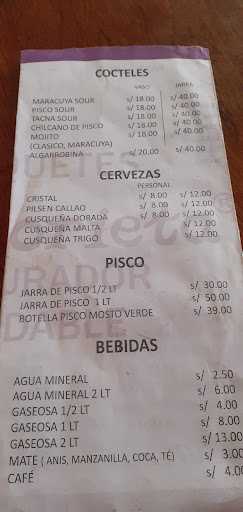 COCTELES
VASO JARRA
MARACUYA SOUR s/ 18.00 s/ 40.00
PISCO SOUR s/ 18.00 s/ 40.00
TACNA SOUR s/ 18.00 s/ 40.00
CHILCANO DE PISCO s/ 18.00 s/ 40.00
MOJITO s/ 18.00 s/ 40.00
(CLASICO, MARACUYA)
ALGARROBINA s/ 20.00 s/ 40.00
CERVEZAS
PERSONAL
CRISTAL s/ 8.00 s/ 12.00
PILSEN CALLAO s/ 8.00 s/ 12.00
CUSQUEÑA DORADA s/ 8.00 s/ 12.00
CUSQUEÑA MALTA s/ 12.00
CUSQUEÑA TRIGO s/ 12.00
PISCO
JARRA DE PISCO 1/2 LT s/ 30.00
JARRA DE PISCO 1 LT s/ 50.00
BOTELLA PISCO MOSTO VERDE s/ 39.00
BEBIDAS
AGUA MINERAL s/ 2.50
AGUA MINERAL 2 LT s/ 6.00
GASEOSA 1/2 LT s/ 4.00
GASEOSA 1 LT s/ 8.00
GASEOSA 2 LT s/ 13.00
MATE ( ANIS, MANZANILLA, COCA, TÉ) s/ 3.00
CAFÉ s/ 4.00